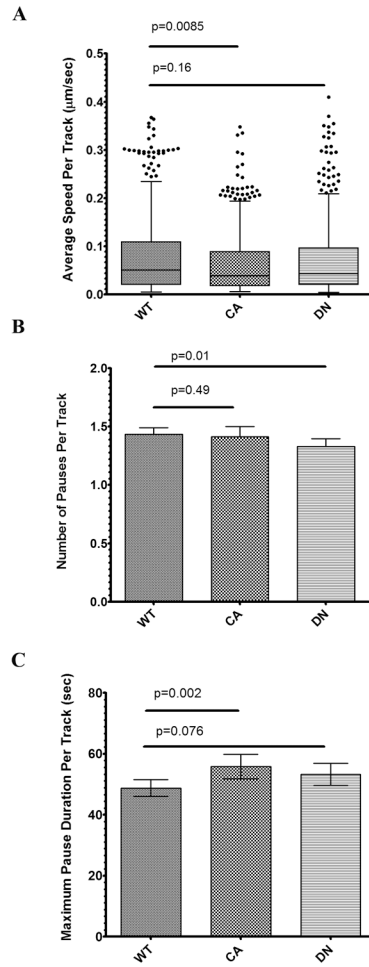 A
p=0.0085
p=0.16
Average Speed Per Track (μm/sec)
0.5
0.4
0.3
0.2
0.1
0.0
WT
CA
DN
B
p=0.01
p=0.49
Number of Pauses Per Track
2.0
1.5
1.0
0.5
0.0
WT
CA
DN
C
p=0.002
p=0.076
Maximum Pause Duration Per Track (sec)
80
60
40
20
0
WT
CA
DN